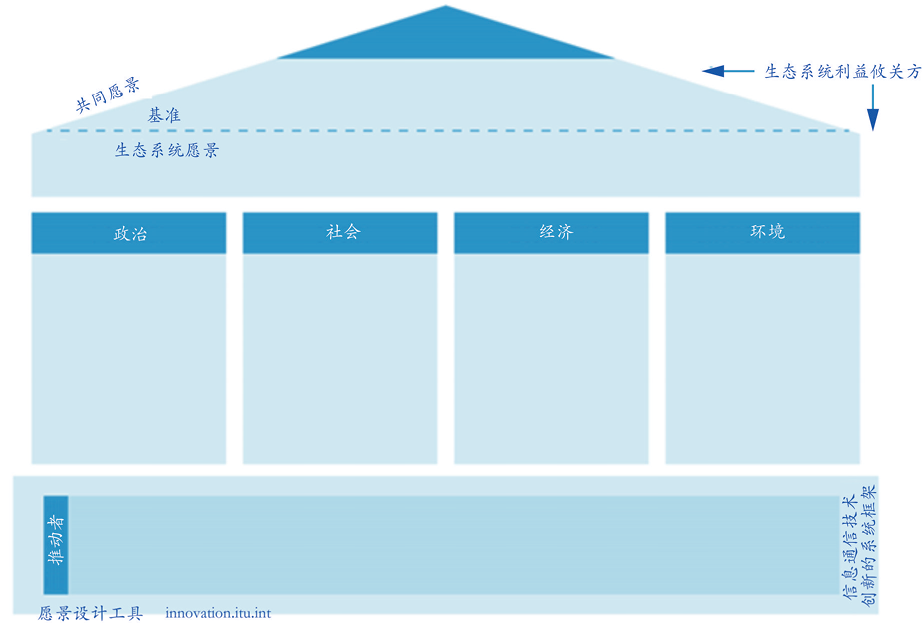 生态系统利益攸关方
共同愿景
基准
生态系统愿景
政治
社会
经济
环境
推动者
信息通信技术
创新的系统框架
愿景设计工具 innovation.itu.int